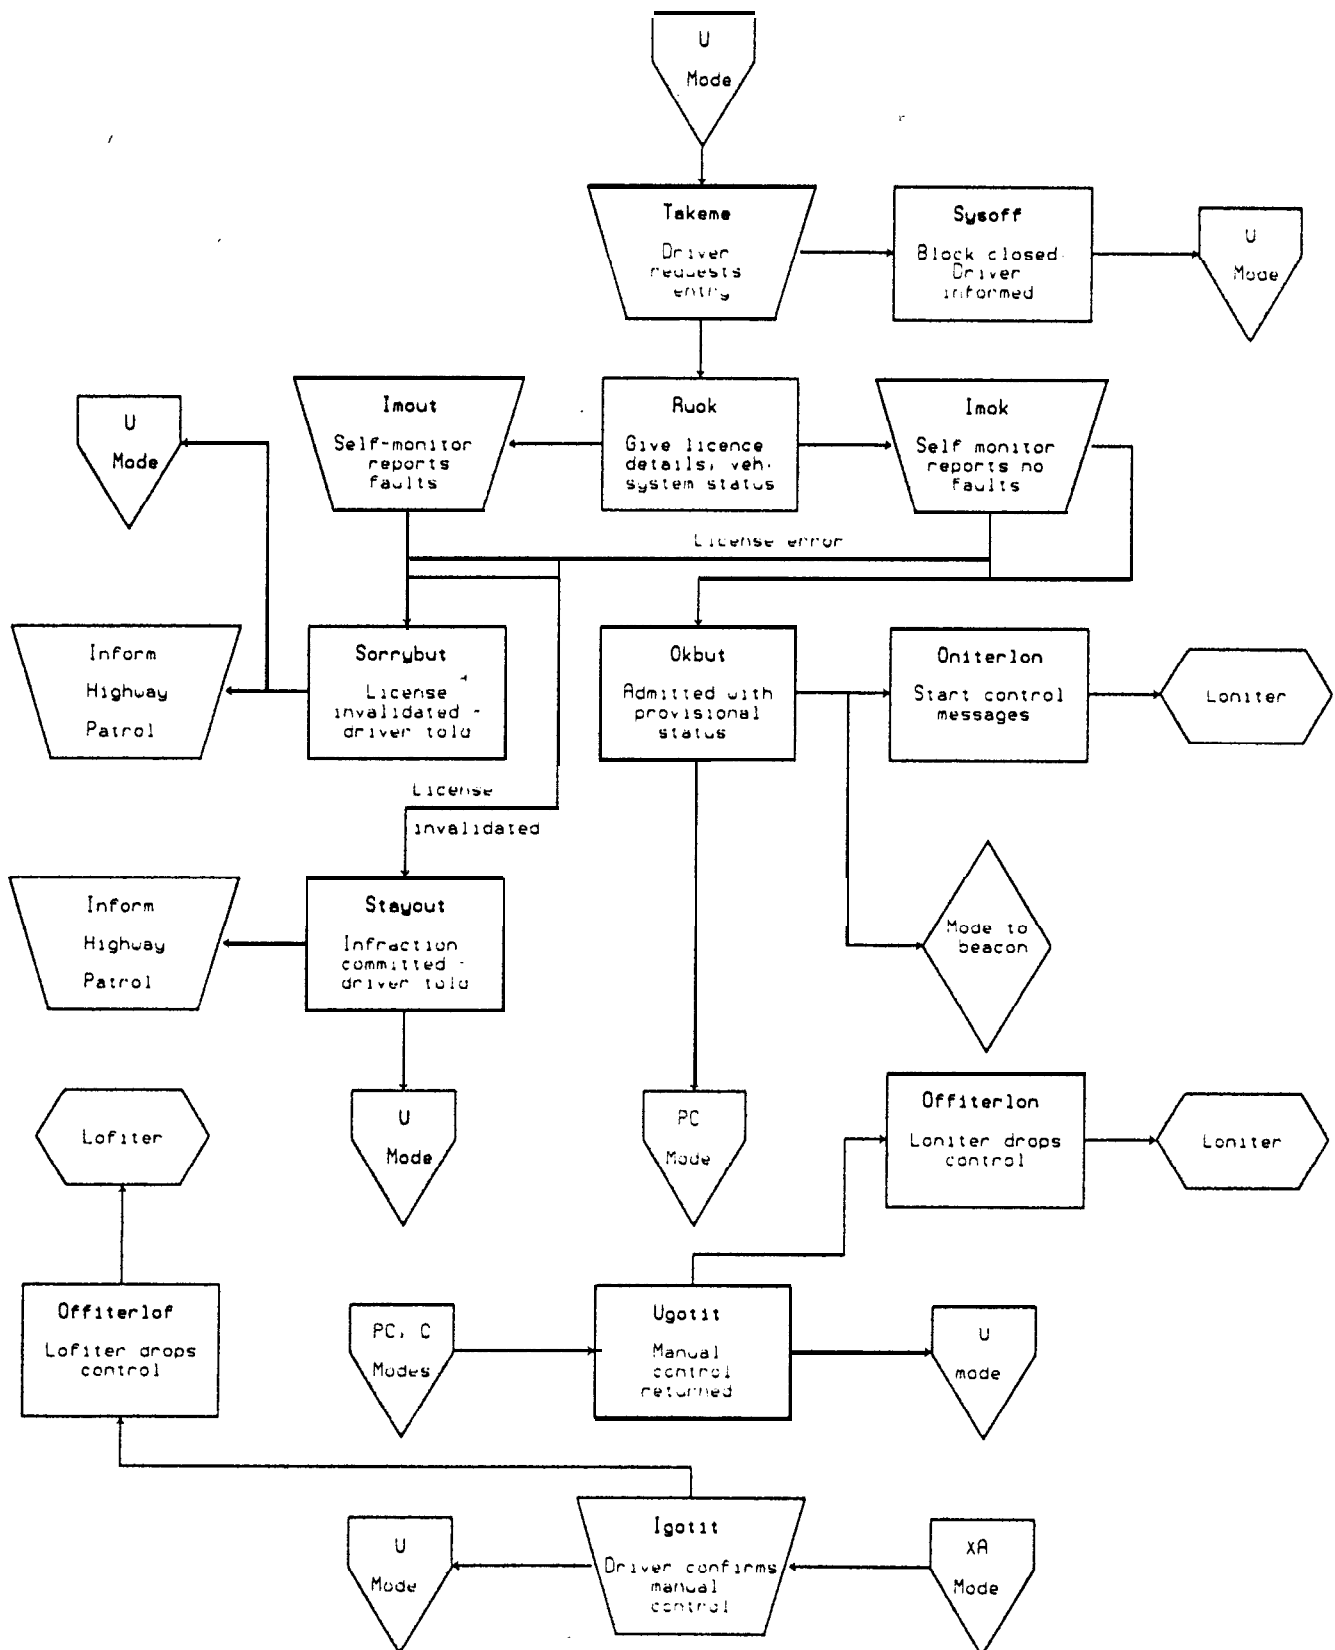 U
Mode
Takeme
Driver
requests
entry
Sysoff
Block closed.
Driver
informed
U
Mode
U
Mode
Imout
Self-monitor
reports
faults
Ruok
Give licence
details, veh.
system status
Imok
Self monitor
reports no
faults
License error
Inform
Highway
Patrol
Sorrybut
License
invalidated -
driver told
Okbut
Admitted with
provisional
status
Oniterlon
Start control
messages
Loniter
License
invalidated
Inform
Highway
Patrol
Stayout
Infraction
committed -
driver told
Mode to
beacon
Lofiter
U
Mode
PC
Mode
Offiterlon
Loniter drops
control
Loniter
Offiterlof
Lofiter drops
control
PC, C
Modes
Ugotit
Manual
control
returned
U
mode
U
Mode
Igotit
Driver confirms
manual
control
xA
Mode